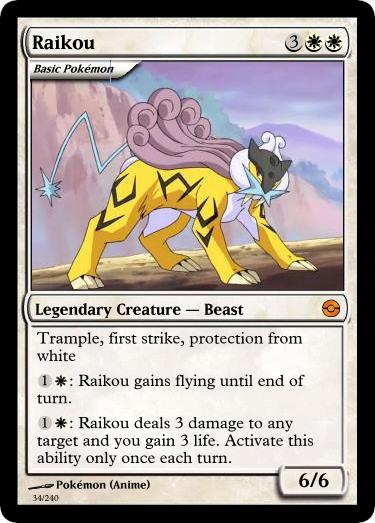 Raikou 3
Basic Pokémon
Legendary Creature — Beast
Trample, first strike, protection from
white
1 : Raikou gains flying until end of
turn.
1 : Raikou deals 3 damage to any
target and you gain 3 life. Activate this
ability only once each turn.
6/6
Pokémon (Anime)
34/240